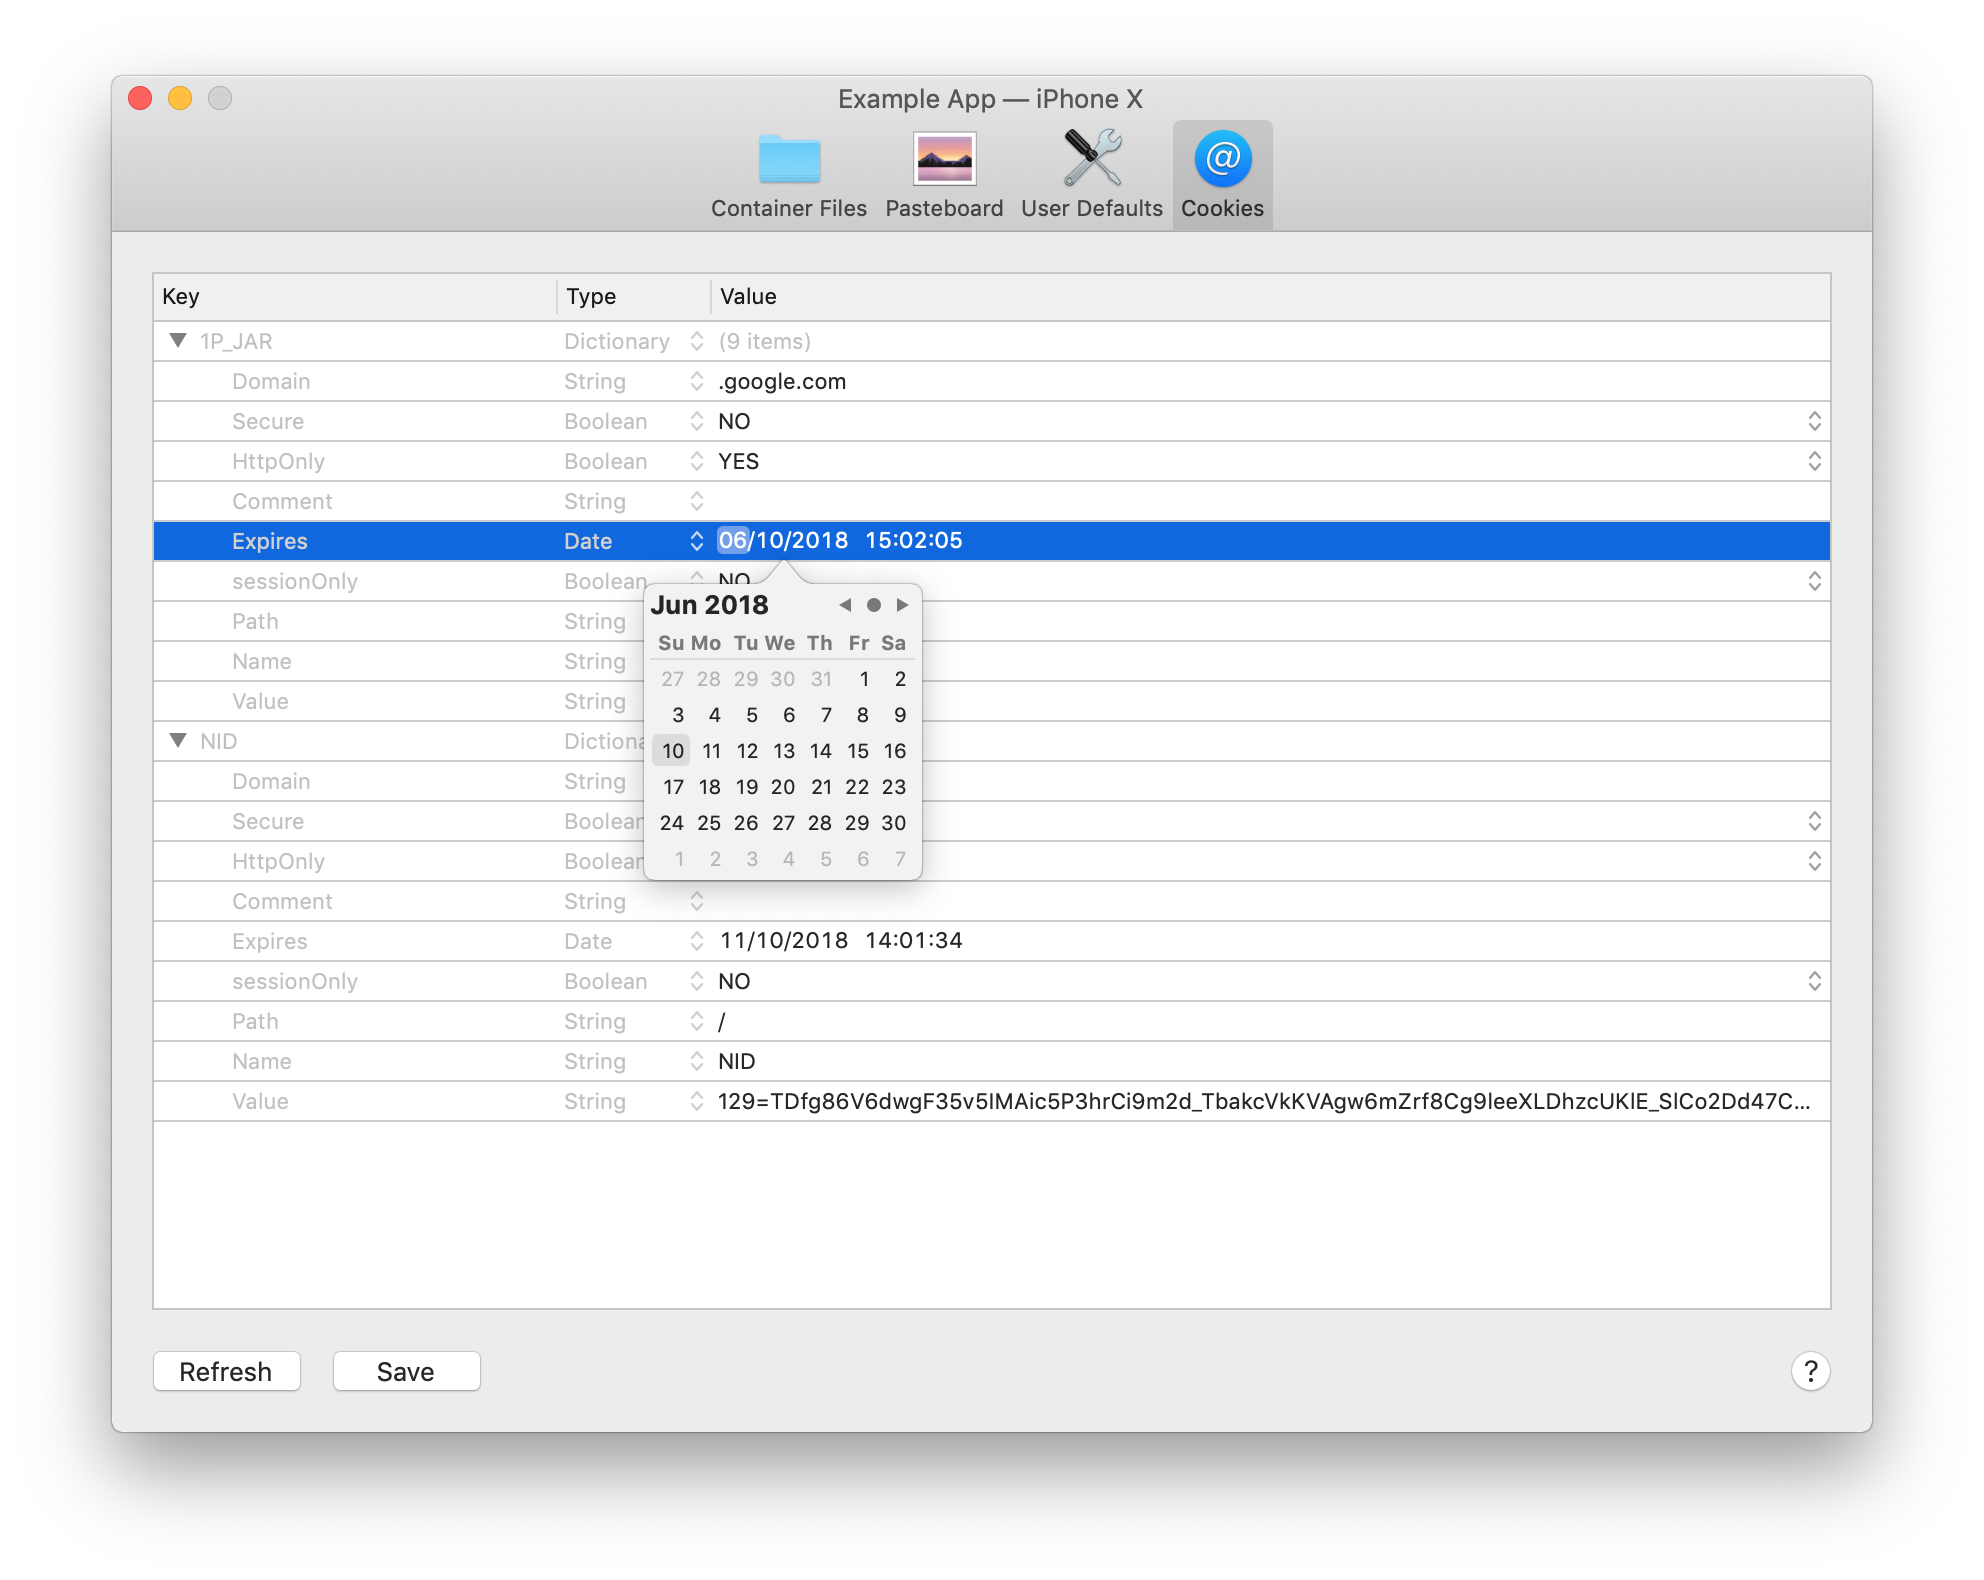 Example App — iPhone X
Container Files Pasteboard User Defaults Cookies
Key Type Value
1P_JAR Dictionary (9 items)
Domain String .google.com
Secure Boolean NO
HttpOnly Boolean YES
Comment String
Expires Date 06/10/2018 15:02:05
sessionOnly Boolean NO
Path String
Name String
Value String
NID
Domain String
Secure
HttpOnly
Comment String
Expires Date 11/10/2018 14:01:34
sessionOnly Boolean NO
Path String /
Name String NID
Value String 129=TDfg86V6dwgF35v5lMAic5P3hrCi9m2d_TbakcVkKVAgw6mZrf8Cg9leeXLDhzcUKlE_SlCo2Dd47C...
Jun 2018
Su Mo Tu We Th Fr Sa
27 28 29 30 31 1 2
3 4 5 6 7 8 9
10 11 12 13 14 15 16
17 18 19 20 21 22 23
24 25 26 27 28 29 30
1 2 3 4 5 6 7
Refresh Save ?